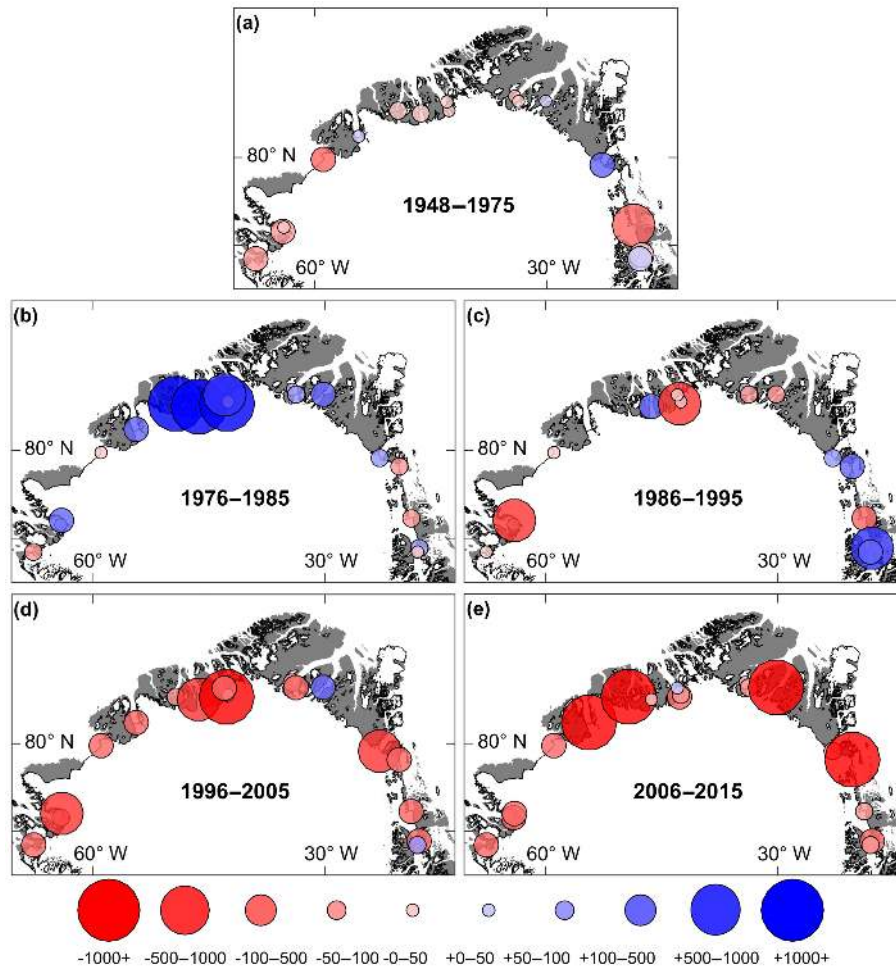 (a)
80° N
1948–1975
60° W
30° W
(b)
(c)
80° N
80° N
1976–1985
1986–1995
60° W
30° W
60° W
30° W
(d)
(e)
80° N
80° N
1996–2005
2006–2015
60° W
30° W
60° W
30° W
-1000+ -500–1000 -100–500 -50–100 -0–50 +0–50 +50–100 +100–500 +500–1000 +1000+